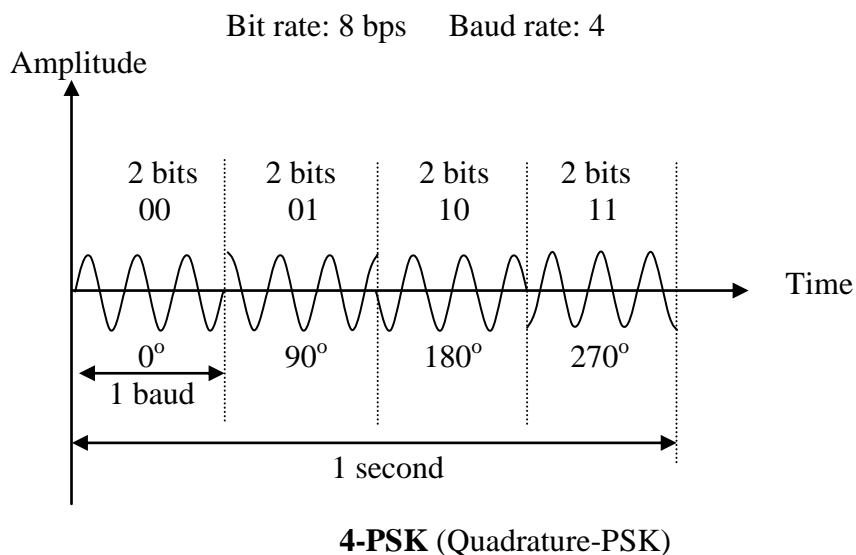 Bit rate: 8 bps Baud rate: 4
Amplitude
2 bits 2 bits 2 bits 2 bits
00 01 10 11
Time
0° 90° 180° 270°
1 baud
1 second
4-PSK (Quadrature-PSK)